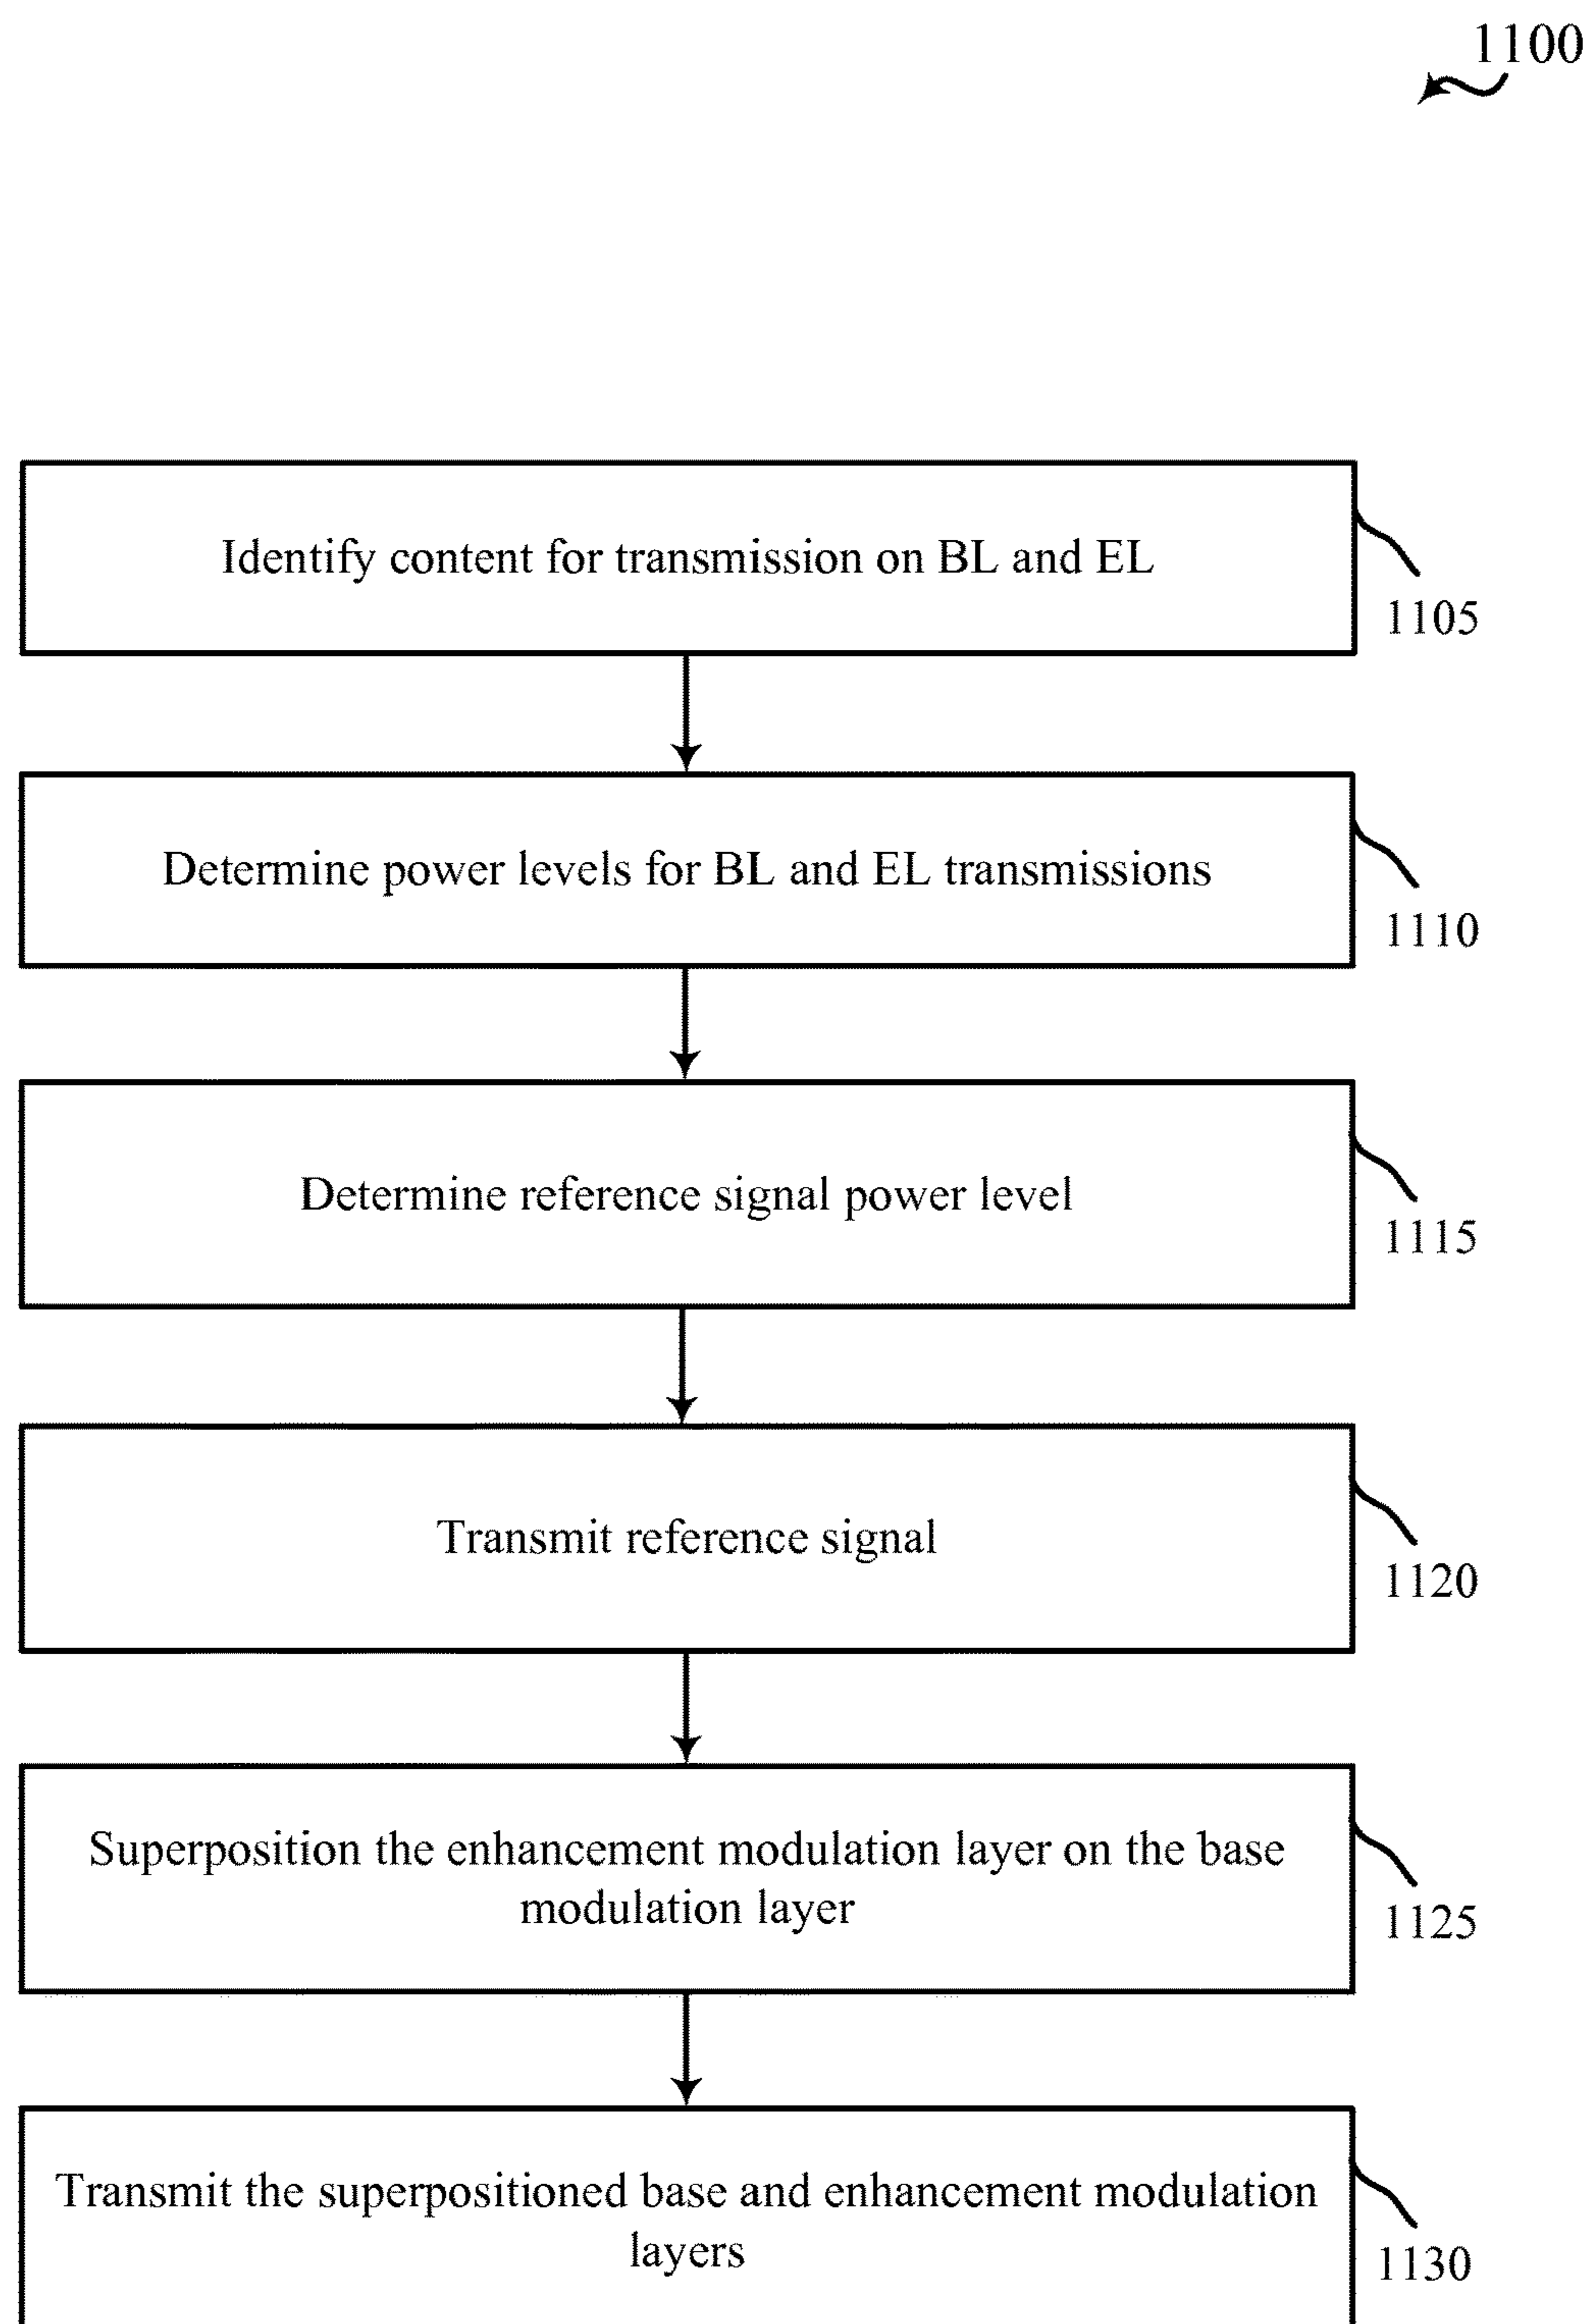 1100
Identify content for transmission on BL and EL
1105
Determine power levels for BL and EL transmissions
1110
Determine reference signal power level
1115
Transmit reference signal
1120
Superposition the enhancement modulation layer on the base
modulation layer
1125
Transmit the superpositioned base and enhancement modulation
layers
1130